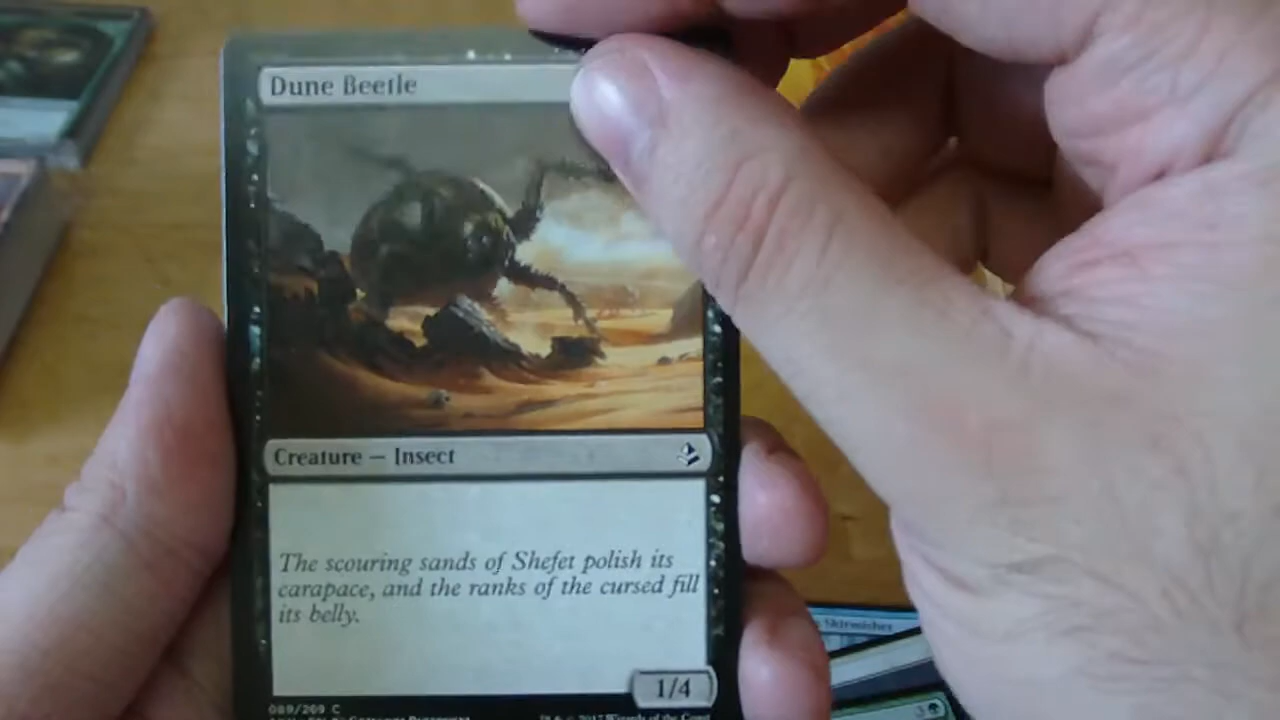 Dune Beetle
Creature — Insect
The scouring sands of Shefet polish its
carapace, and the ranks of the cursed fill
its belly.
1/4
089/269 C
Skirmisher
3